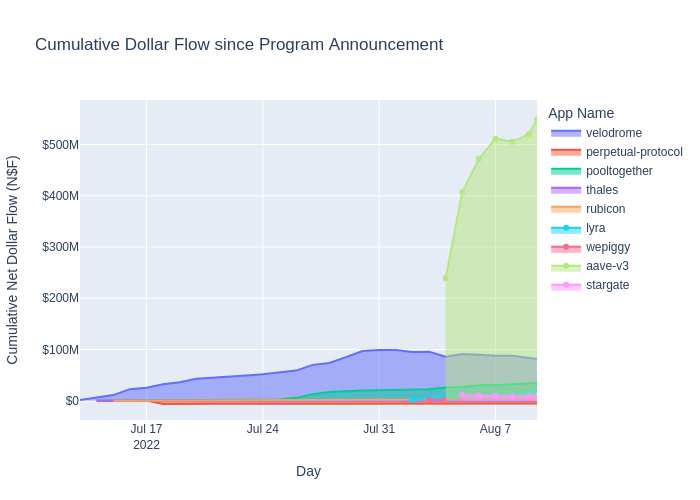 Cumulative Dollar Flow since Program Announcement
Cumulative Net Dollar Flow (N$F)
$500M
$400M
$300M
$200M
$100M
$0
Jul 17
2022
Jul 24
Jul 31
Aug 7
Day
App Name
velodrome
perpetual-protocol
pooltogether
thales
rubicon
lyra
wepiggy
aave-v3
stargate